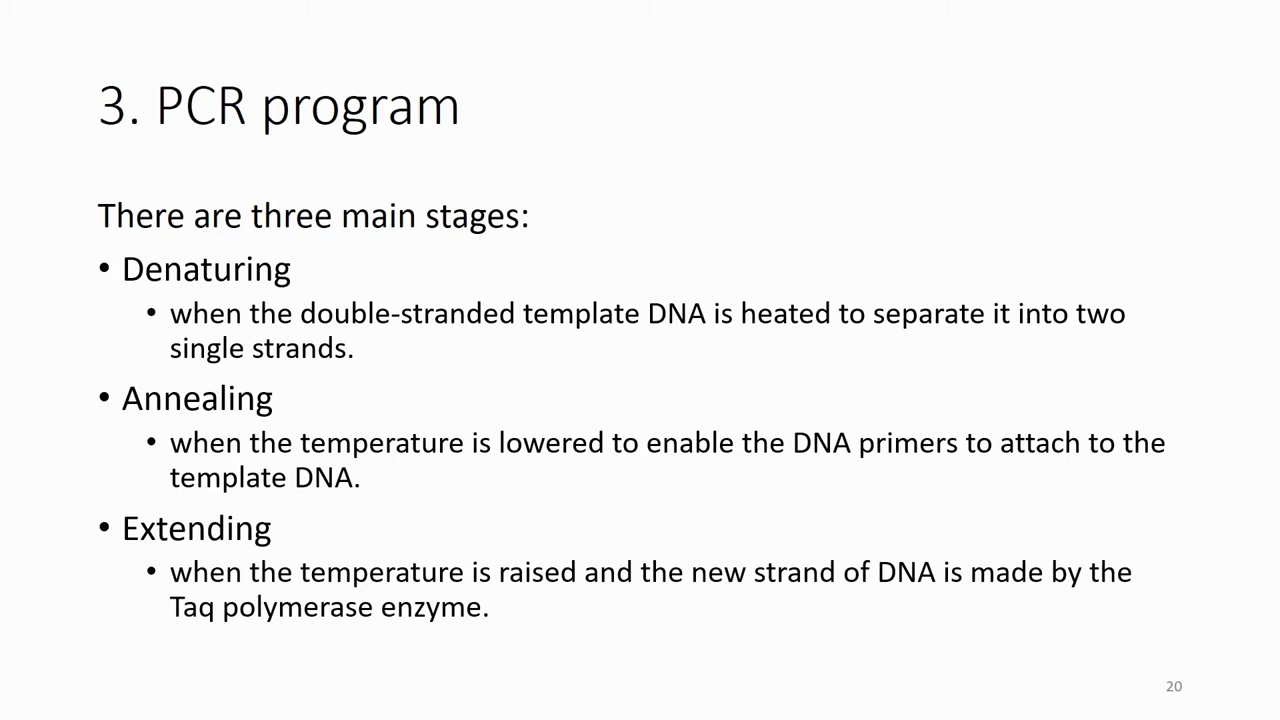 3. PCR program
There are three main stages:
• Denaturing
• when the double-stranded template DNA is heated to separate it into two
single strands.
• Annealing
• when the temperature is lowered to enable the DNA primers to attach to the
template DNA.
• Extending
• when the temperature is raised and the new strand of DNA is made by the
Taq polymerase enzyme.
20